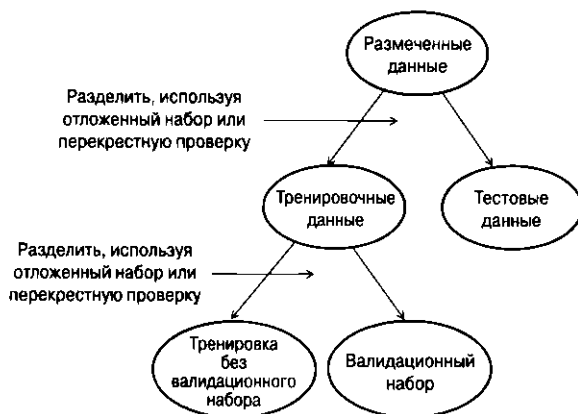 Размеченные
данные
Разделить, используя
отложенный набор или
перекрестную проверку
Тренировочные
данные
Тестовые
данные
Разделить, используя
отложенный набор или
перекрестную проверку
Тренировка
без
валидационного
набора
Валидационный
набор